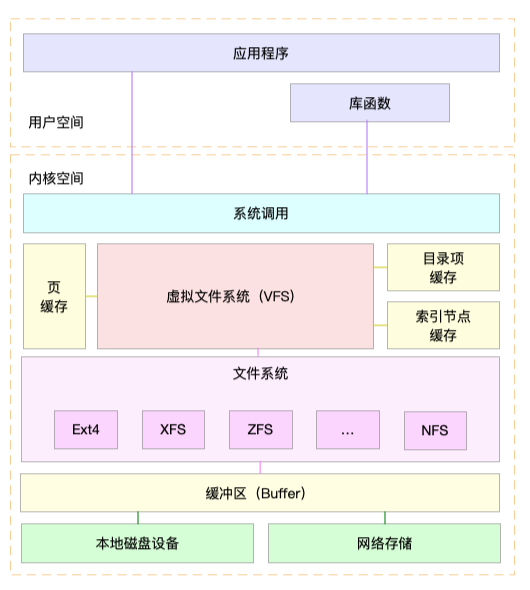 应用程序
库函数
用户空间
内核空间
系统调用
页
缓存
虚拟文件系统（VFS）
目录项
缓存
索引节点
缓存
文件系统
Ext4
XFS
ZFS
...
NFS
缓冲区（Buffer）
本地磁盘设备
网络存储